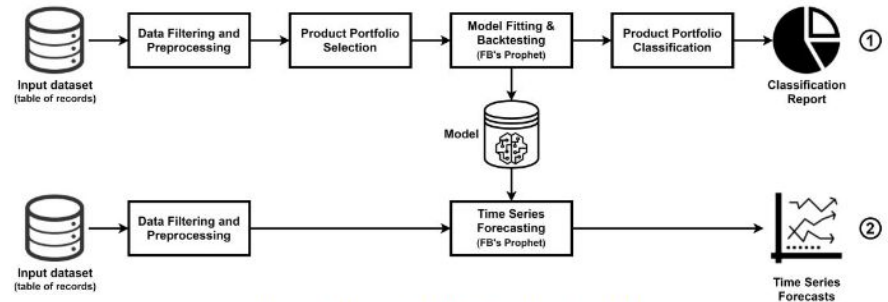 Data Filtering and
Preprocessing
Product Portfolio
Selection
Model Fitting &
Backtesting
(FB's Prophet)
Product Portfolio
Classification
1
Input dataset
(table of records)
Classification
Report
Model
Data Filtering and
Preprocessing
Time Series
Forecasting
(FB's Prophet)
2
Input dataset
(table of records)
Time Series
Forecasts